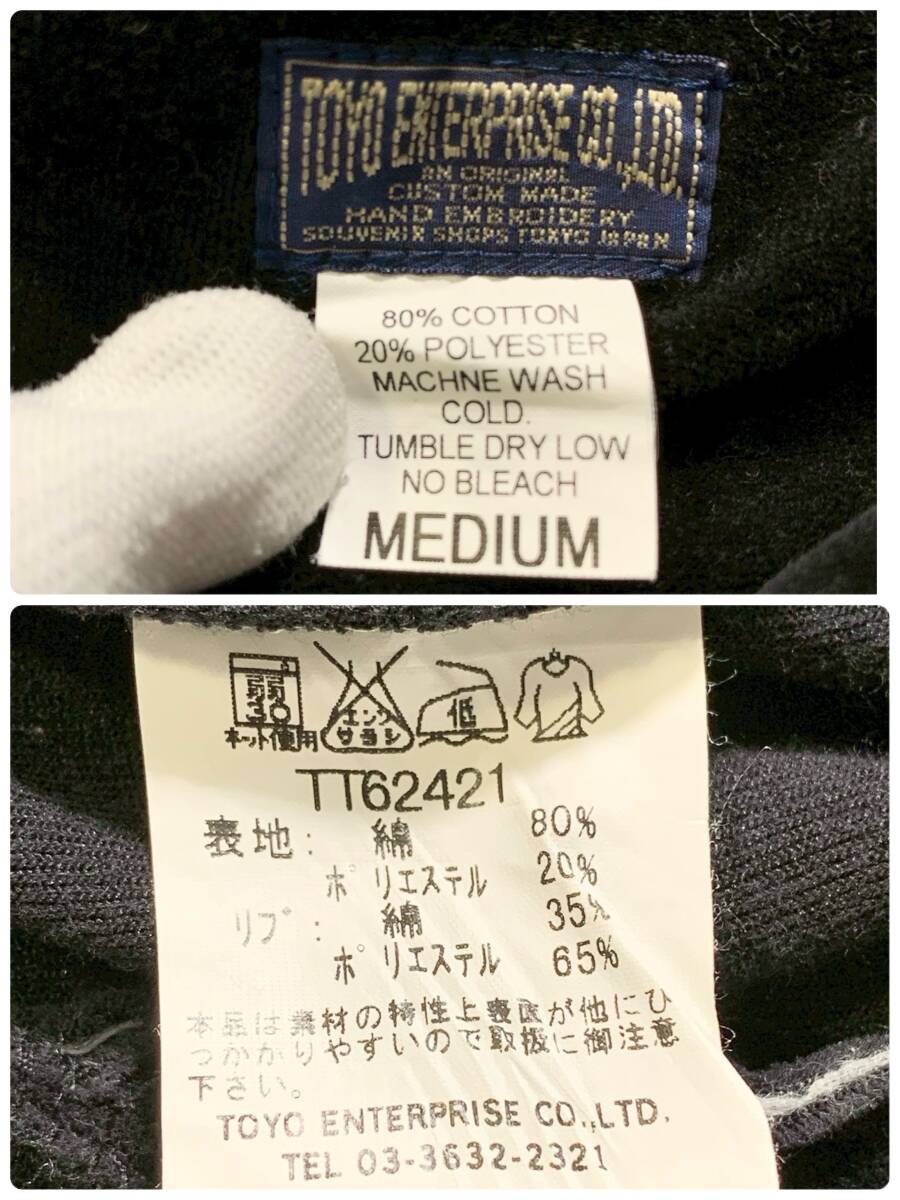 TOYO ENTERPRISE CO., LTD.
AN ORIGINAL
CUSTOM MADE
HAND EMBROIDERY
SOUVENIR SHOPS TOKYO JAPAN
80% COTTON
20% POLYESTER
MACHNE WASH
COLD.
TUMBLE DRY LOW
NO BLEACH
MEDIUM
弱
30
ネット使用
エンソ
サラシ
低
TT62421
表地: 綿 80%
ポリエステル 20%
リブ: 綿 35%
ポリエステル 65%
本品は素材の特性上表面が他にひ
っかかりやすいので取扱に御注意
下さい。
TOYO ENTERPRISE CO.,LTD.
TEL 03-3632-2321